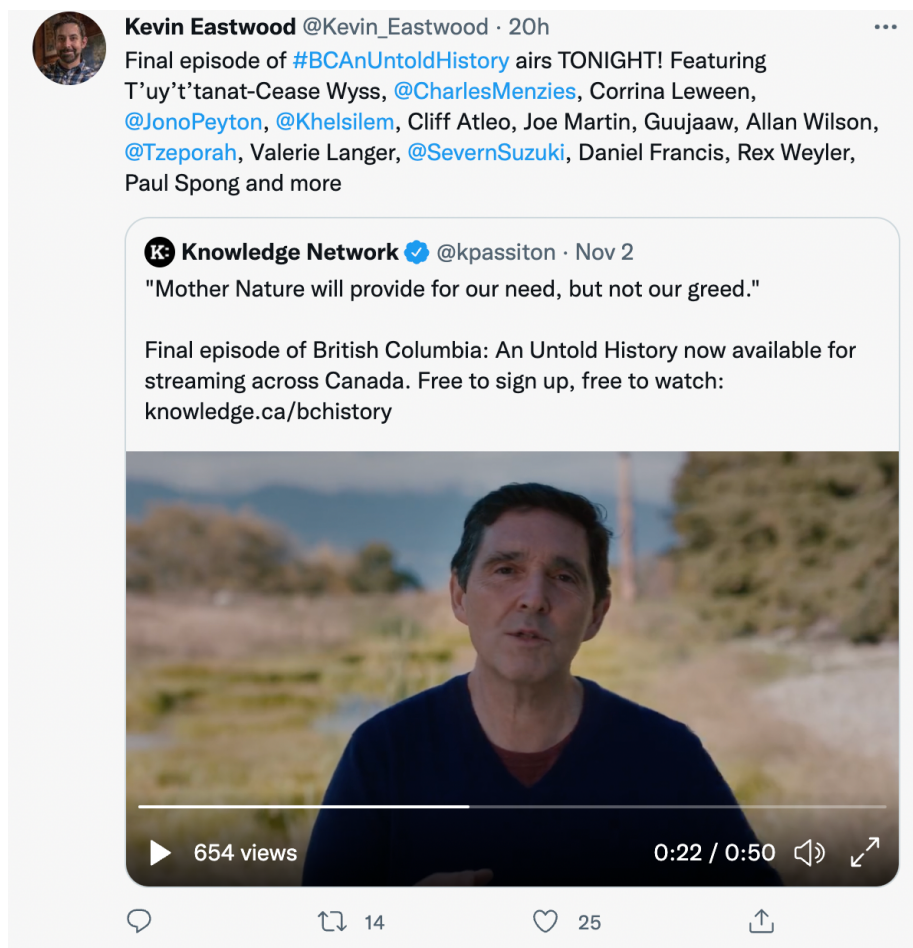 Kevin Eastwood @Kevin_Eastwood · 20h
Final episode of #BCAnUntoldHistory airs TONIGHT! Featuring
T’uy’t’tanat-Cease Wyss, @CharlesMenzies, Corrina Leween,
@JonoPeyton, @Khelsilem, Cliff Atleo, Joe Martin, Guujaaw, Allan Wilson,
@Tzeporah, Valerie Langer, @SevernSuzuki, Daniel Francis, Rex Weyler,
Paul Spong and more
K: Knowledge Network @kpassiton · Nov 2
"Mother Nature will provide for our need, but not our greed."
Final episode of British Columbia: An Untold History now available for
streaming across Canada. Free to sign up, free to watch:
knowledge.ca/bchistory
654 views 0:22 / 0:50
14 25